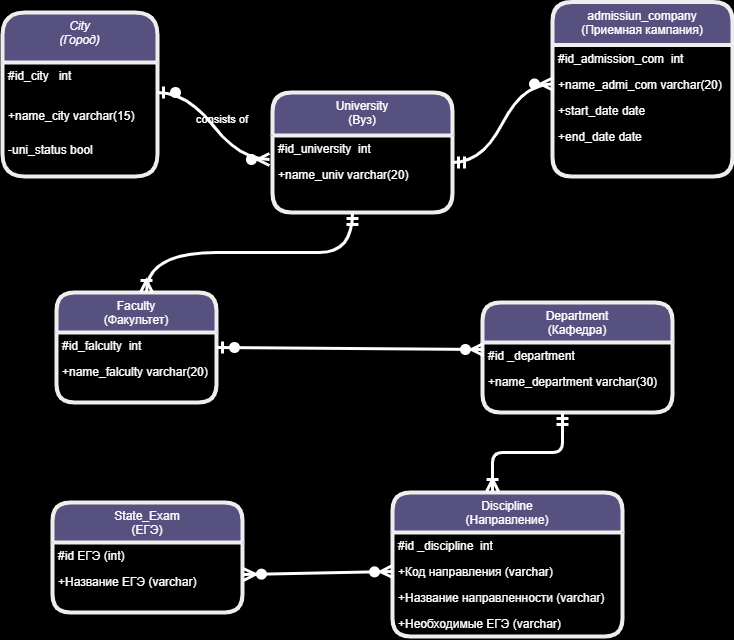 City
(Город)
#id_city int
+name_city varchar(15)
-uni_status bool
consists of
University
(Вуз)
#id_university int
+name_univ varchar(20)
admissiun_company
(Приемная кампания)
#id_admission_com int
+name_admi_com varchar(20)
+start_date date
+end_date date
Faculty
(Факультет)
#id_falculty int
+name_falculty varchar(20)
Department
(Кафедра)
#id _department
+name_department varchar(30)
State_Exam
(ЕГЭ)
#id ЕГЭ (int)
+Название ЕГЭ (varchar)
Discipline
(Направление)
#id _discipline int
+Код направления (varchar)
+Название направленности (varchar)
+Необходимые ЕГЭ (varchar)